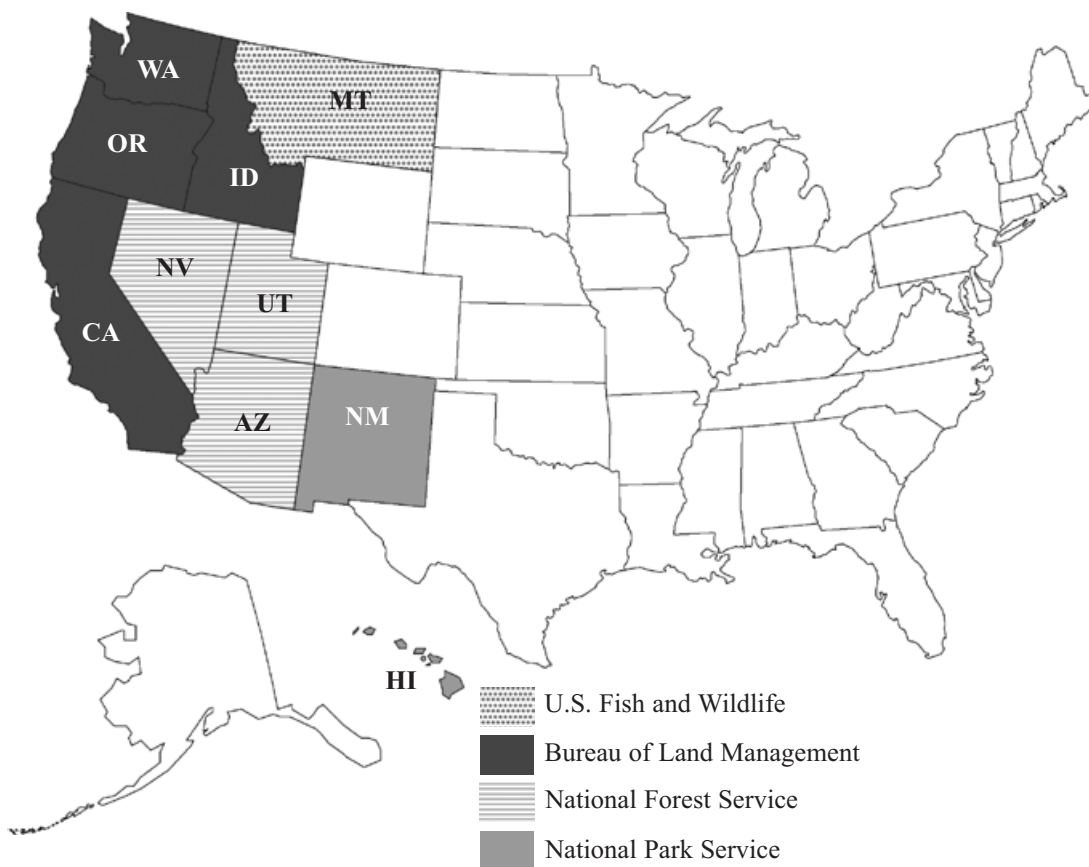 WA
MT
OR
ID
NV
UT
CA
AZ
NM
HI
U.S. Fish and Wildlife
Bureau of Land Management
National Forest Service
National Park Service